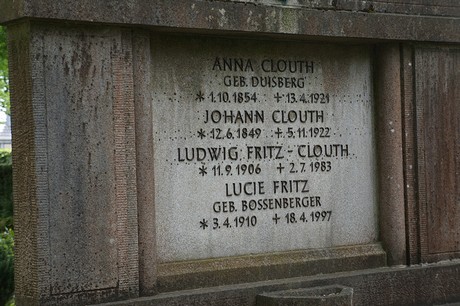 ANNA CLOUTH
GEB. DUISBERG
* 1.10.1854 + 13.4.1921
JOHANN CLOUTH
* 12.6.1849 + 5.11.1922
LUDWIG FRITZ - CLOUTH
* 11.9.1906 + 2.7.1983
LUCIE FRITZ
GEB. BOSSENBERGER
* 3.4.1910 + 18.4.1997